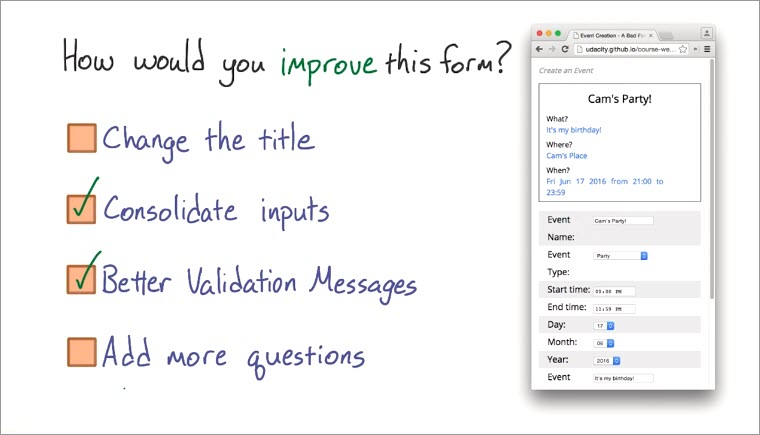 How would you improve this form?
Change the title
Consolidate inputs
Better Validation Messages
Add more questions
Event Creation - A Bad Fo
udacity.github.io/course-we...
Create an Event
Cam's Party!
What?
It's my birthday!
Where?
Cam's Place
When?
Fri Jun 17 2016 from 21:00 to
23:59
Event Cam's Party!
Name:
Event Party
Type:
Start time: 09:00 PM
End time: 11:59 PM
Day: 17
Month: 06
Year: 2016
Event It's my birthday!